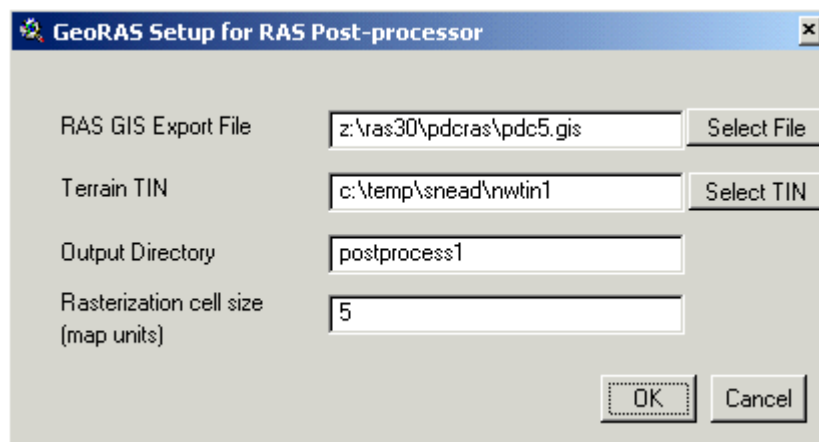 GeoRAS Setup for RAS Post-processor
RAS GIS Export File z:\ras30\pdcras\pdc5.gis Select File
Terrain TIN c:\temp\snead\nwtin1 Select TIN
Output Directory postprocess1
Rasterization cell size
(map units) 5
OK Cancel